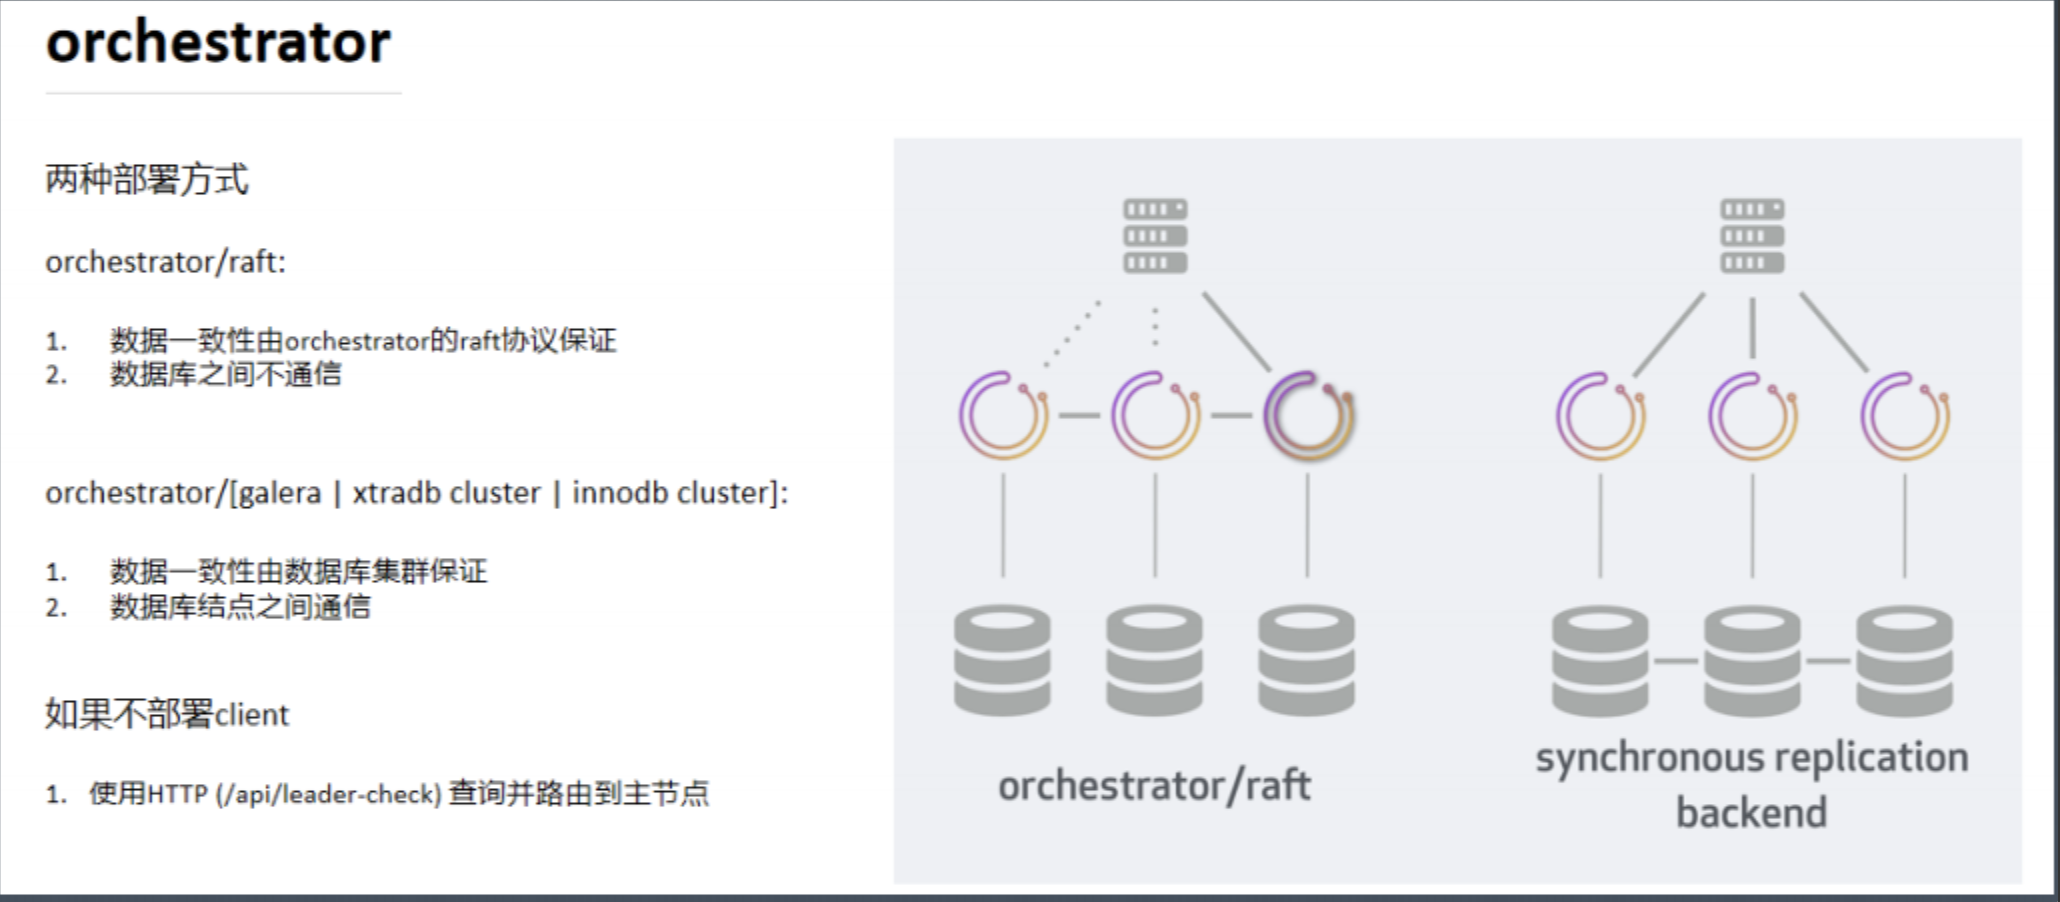 orchestrator
两种部署方式
orchestrator/raft:
1. 数据一致性由orchestrator的raft协议保证
2. 数据库之间不通信
orchestrator/[galera | xtradb cluster | innodb cluster]:
1. 数据一致性由数据库集群保证
2. 数据库结点之间通信
如果不部署client
1. 使用HTTP (/api/leader-check) 查询并路由到主节点
orchestrator/raft
synchronous replication
backend